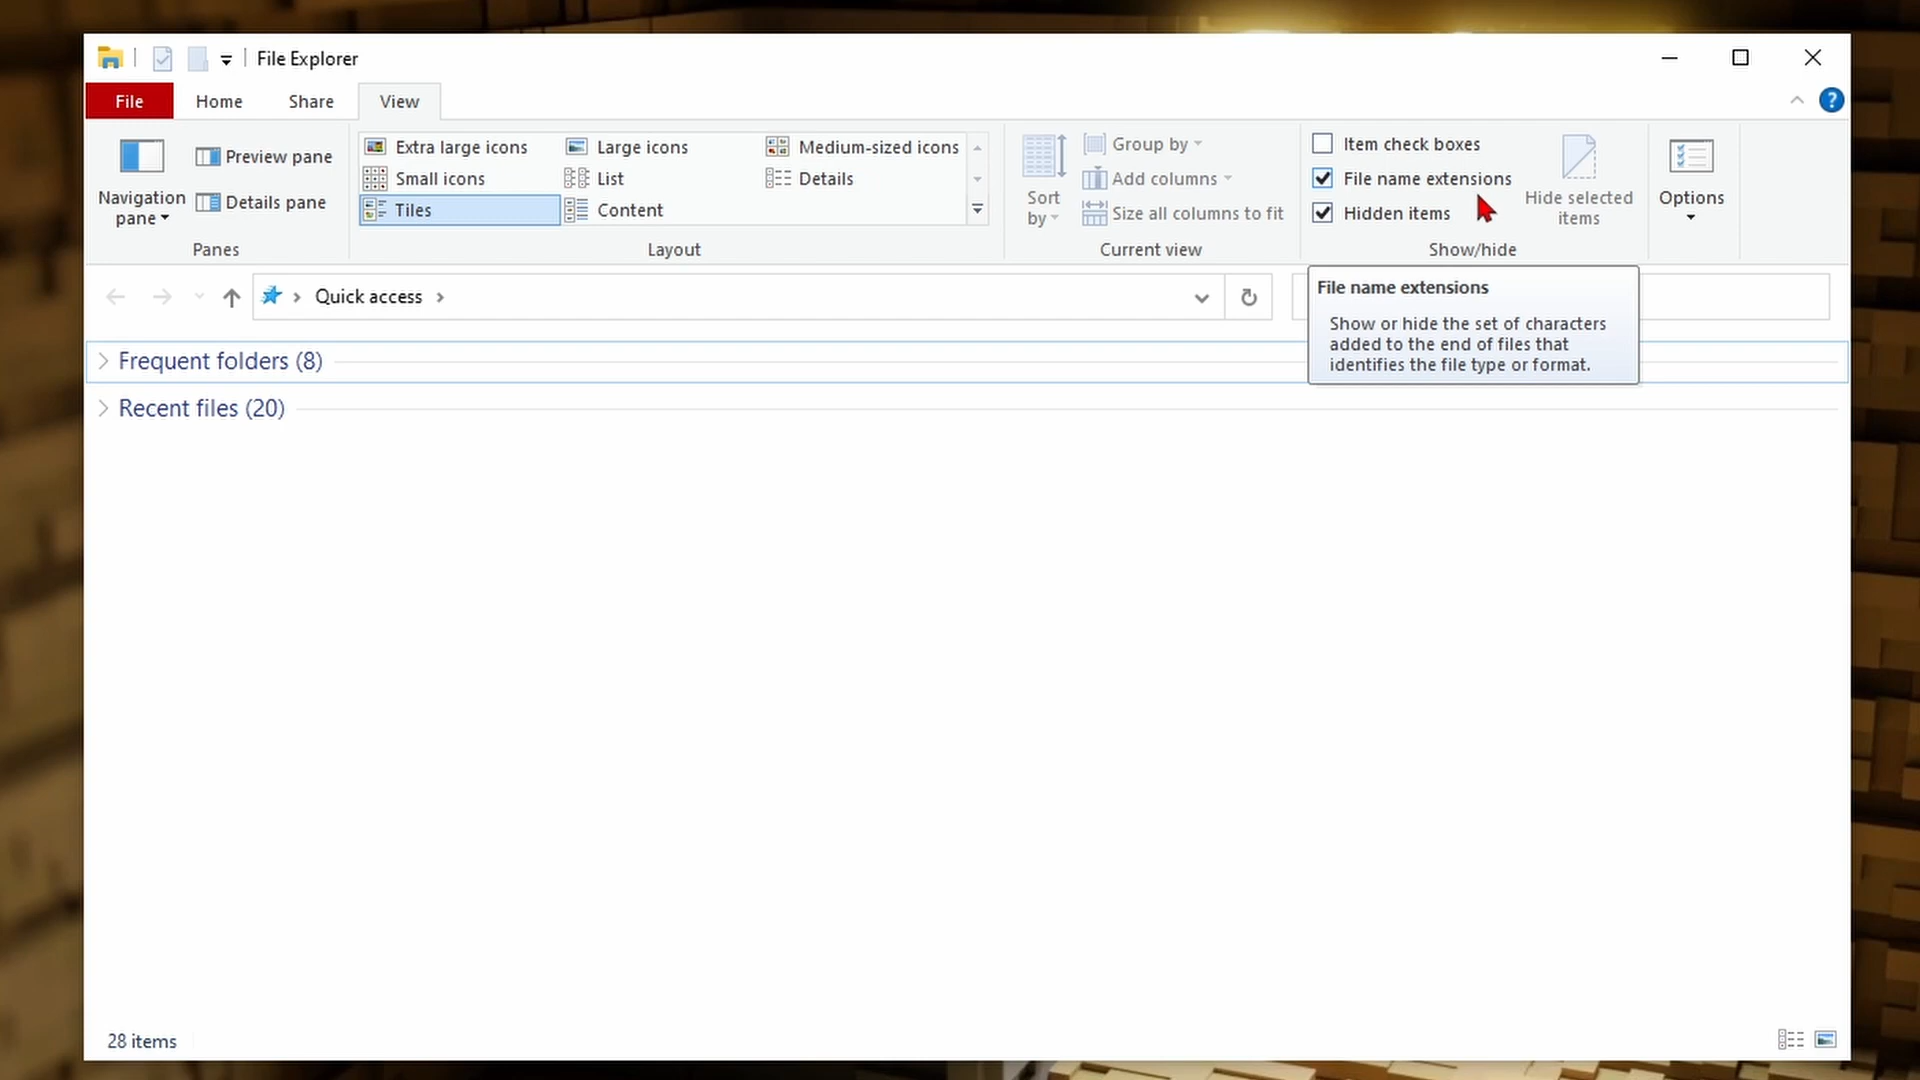 File Explorer
File Home Share View
?
Navigation pane
Preview pane
Details pane
Panes
Extra large icons Large icons Medium-sized icons
Small icons List Details
Tiles Content
Layout
Sort by
Group by
Add columns
Size all columns to fit
Current view
Item check boxes
File name extensions
Hidden items
Hide selected items
Show/hide
Options
Quick access
File name extensions
Show or hide the set of characters
added to the end of files that
identifies the file type or format.
Frequent folders (8)
Recent files (20)
28 items